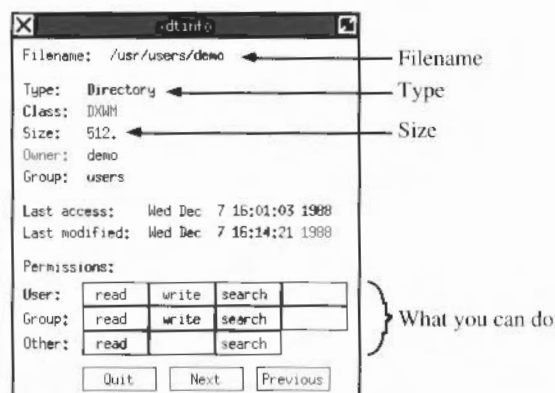 dtinfo
Filename: /usr/users/demo
Filename
Type: Directory
Type
Class: DXWM
Size: 512.
Size
Owner: demo
Group: users
Last access: Wed Dec 7 16:01:03 1988
Last modified: Wed Dec 7 16:14:21 1988
Permissions:
User: read write search
Group: read write search
What you can do
Other: read search
Quit Next Previous